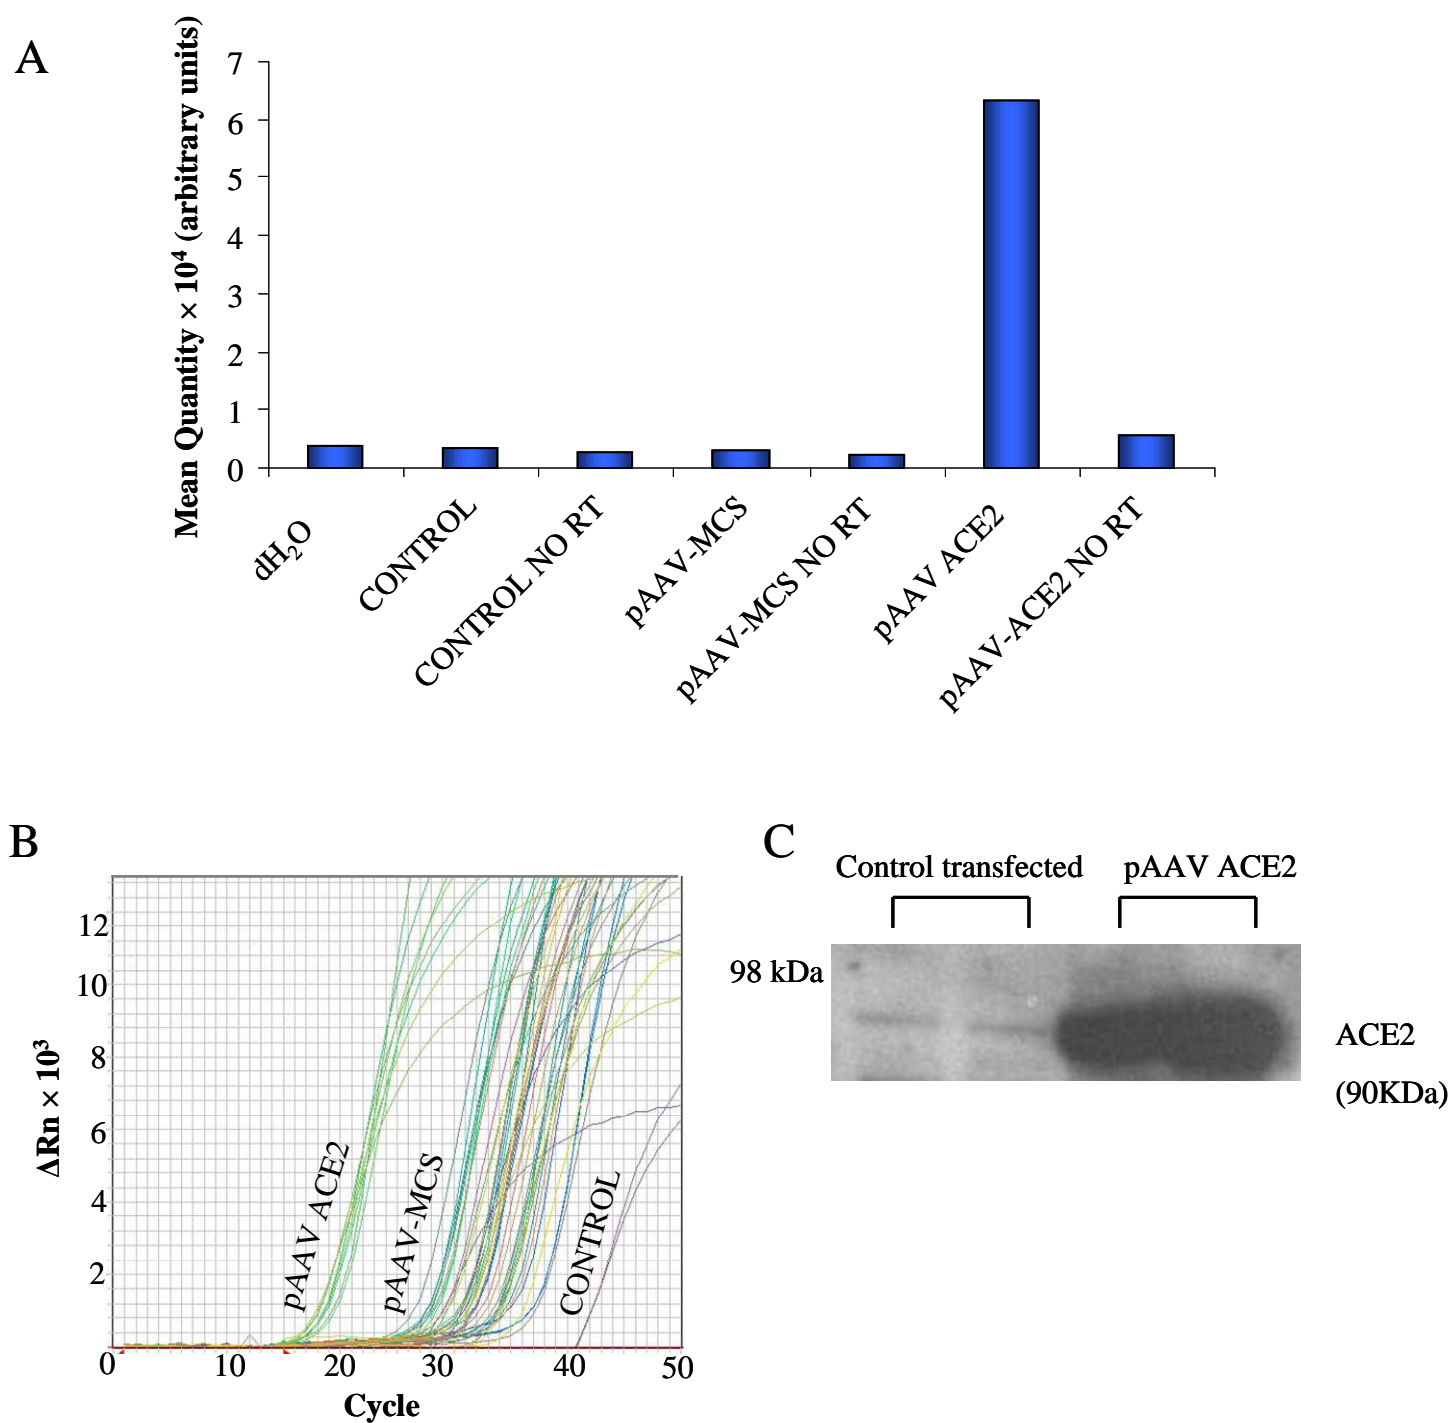 A
Mean Quantity × 10⁴ (arbitrary units)
7
6
5
4
3
2
1
0
dH₂O
CONTROL
CONTROL NO RT
pAAV-MCS
pAAV-MCS NO RT
pAAV ACE2
pAAV-ACE2 NO RT
B
ΔRn × 10³
12
10
8
6
4
2
pAAV ACE2
pAAV-MCS
CONTROL
0 10 20 30 40 50
Cycle
C
Control transfected pAAV ACE2
98 kDa
ACE2
(90KDa)